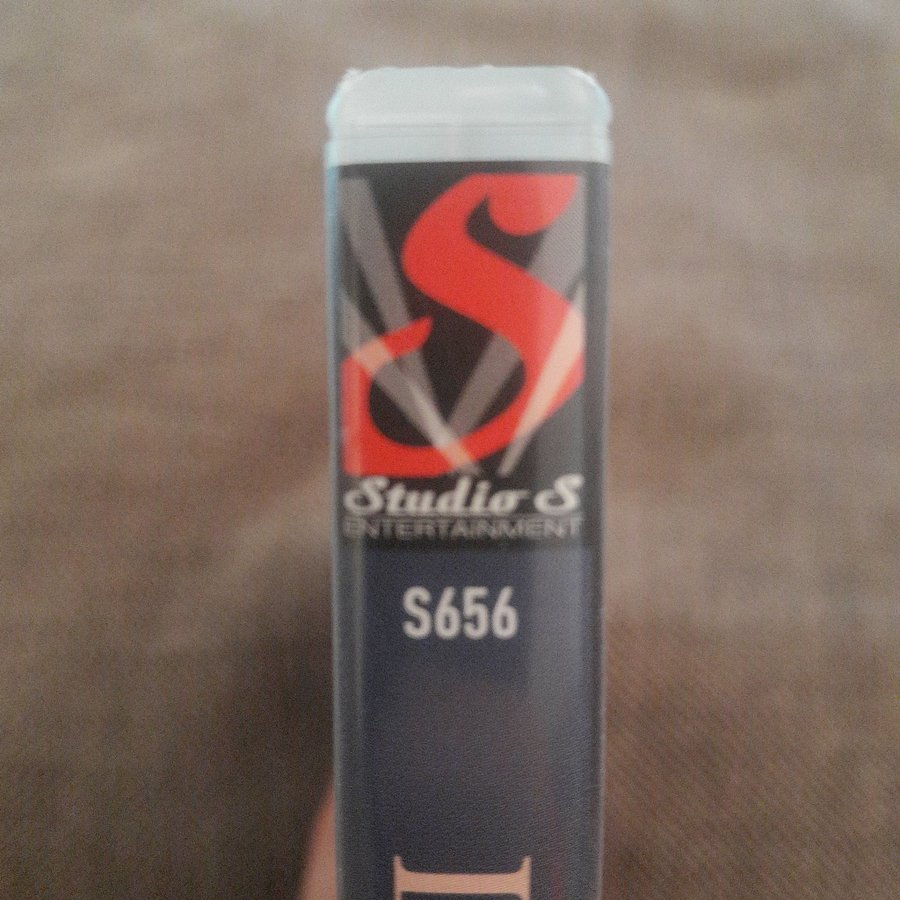 S
Studio S
ENTERTAINMENT
S656